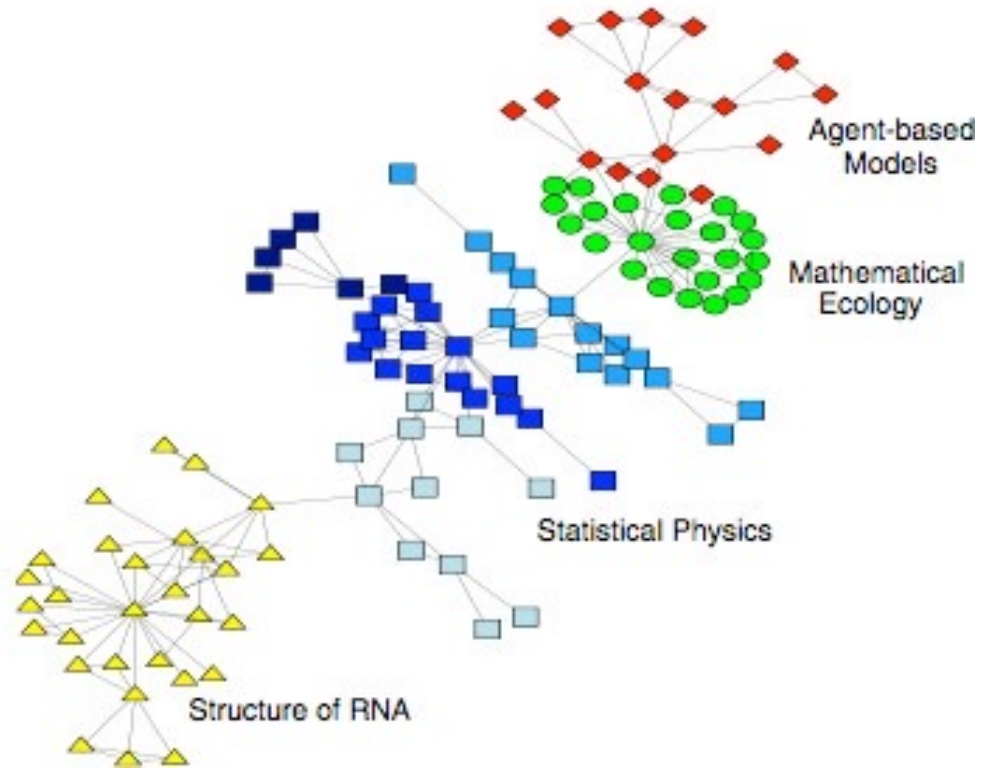 Agent-based
Models
Mathematical
Ecology
Statistical Physics
Structure of RNA